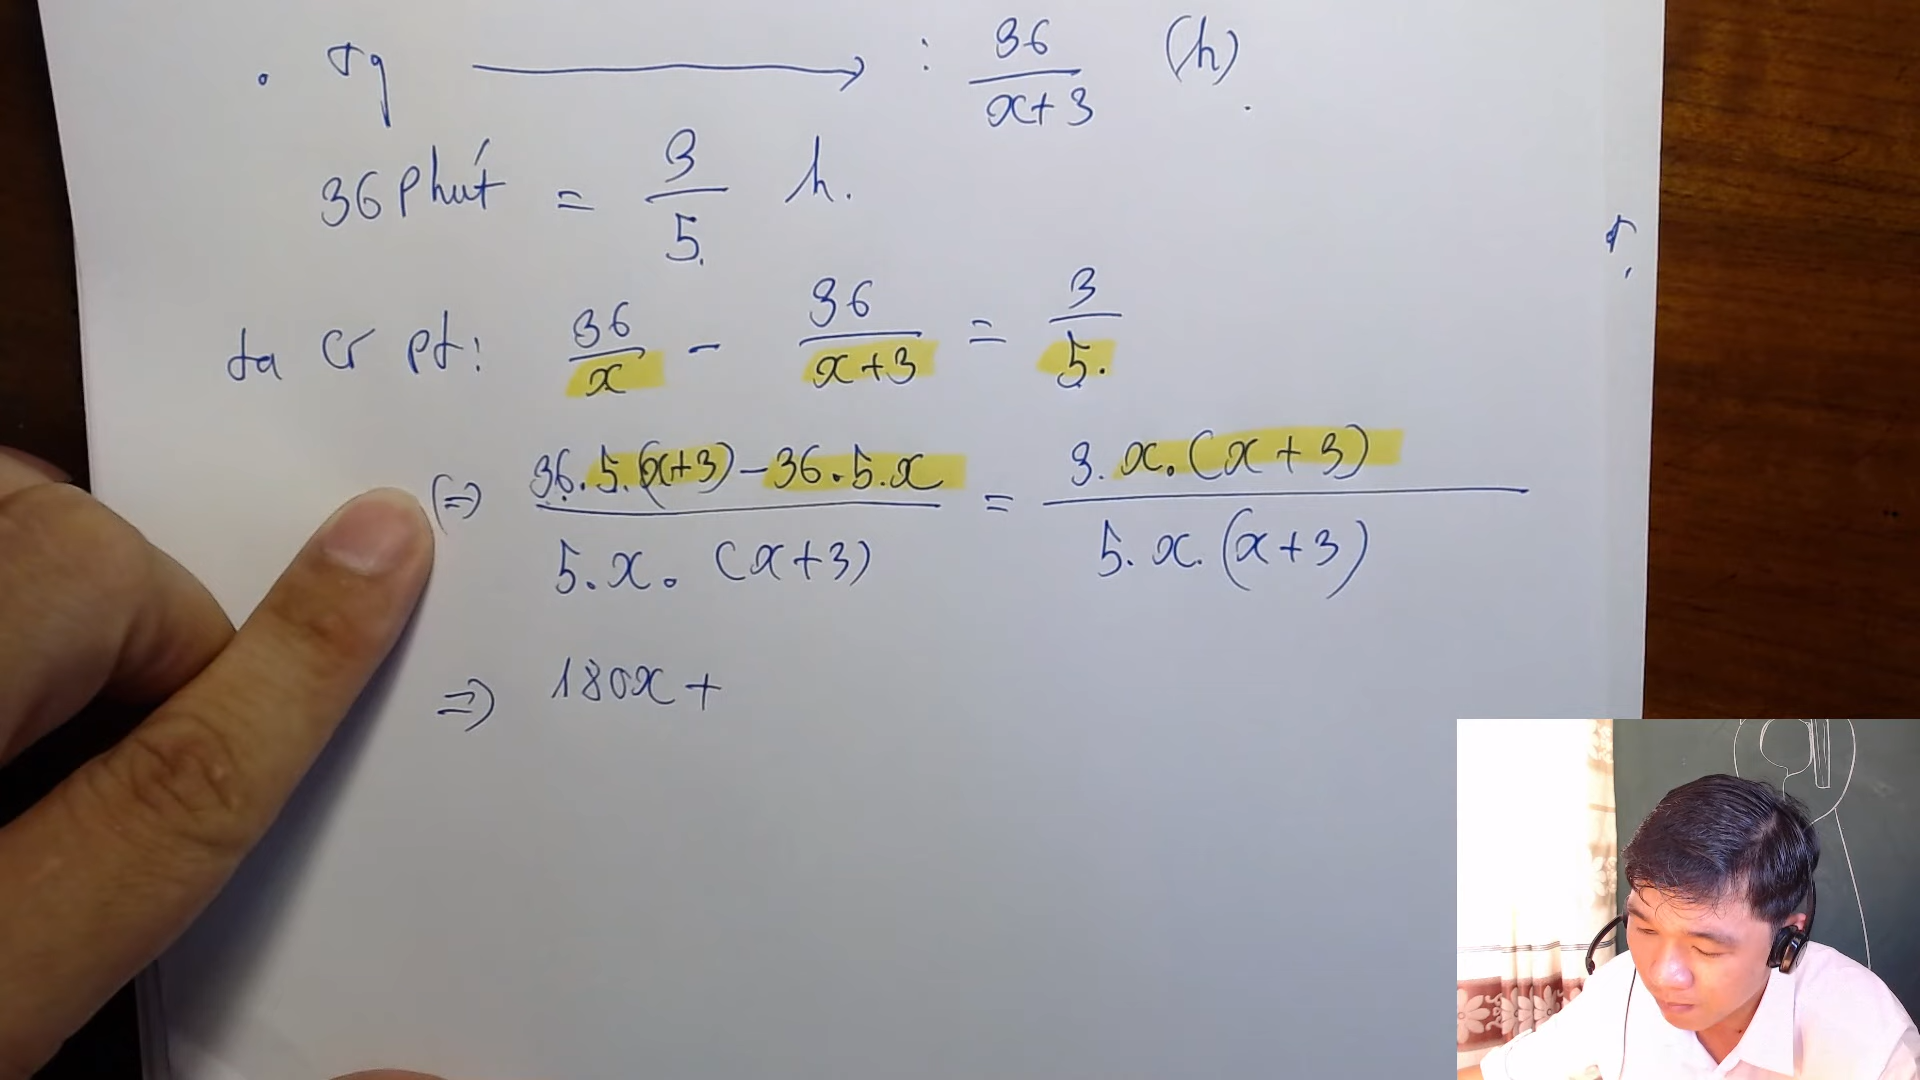 . Tg ⟶ : 36/(x+3) (h).
36 Phút = 3/5 h.
ta có pt: 36/x - 36/(x+3) = 3/5.
(=) (36.5.(x+3) - 36.5.x)/(5.x.(x+3)) = (3.x.(x+3))/(5.x.(x+3))
=) 180x +